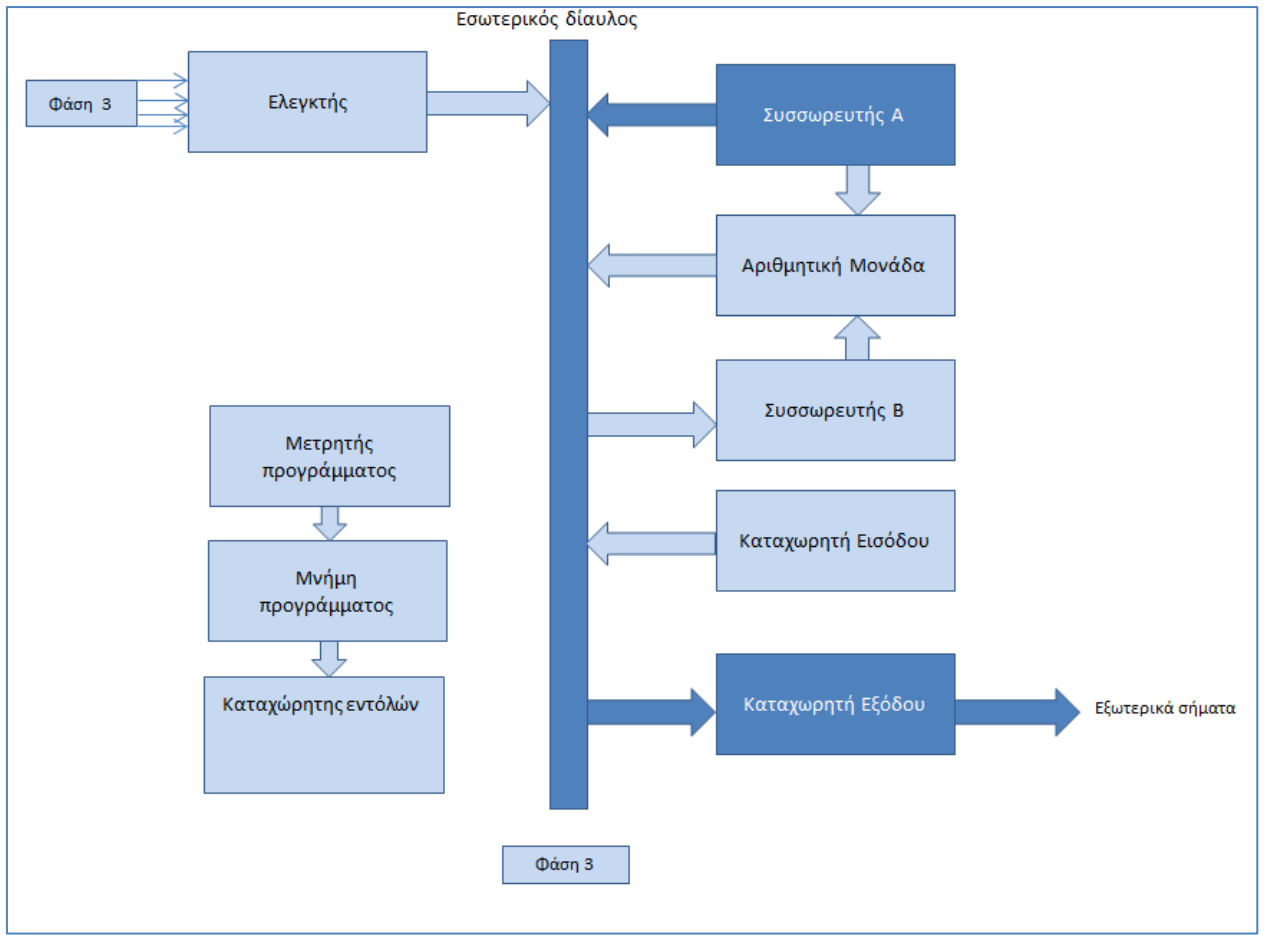 Εσωτερικός δίαυλος
Φάση 3
Ελεγκτής
Συσσωρευτής Α
Αριθμητική Μονάδα
Συσσωρευτής Β
Μετρητής
προγράμματος
Καταχωρητή Εισόδου
Μνήμη
προγράμματος
Καταχώρητης εντόλών
Καταχωρητή Εξόδου
Εξωτερικά σήματα
Φάση 3